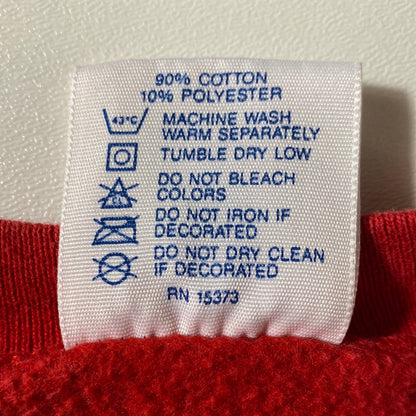 90% COTTON
10% POLYESTER
43°C MACHINE WASH
WARM SEPARATELY
TUMBLE DRY LOW
CL DO NOT BLEACH
COLORS
DO NOT IRON IF
DECORATED
DO NOT DRY CLEAN
IF DECORATED
RN 15373